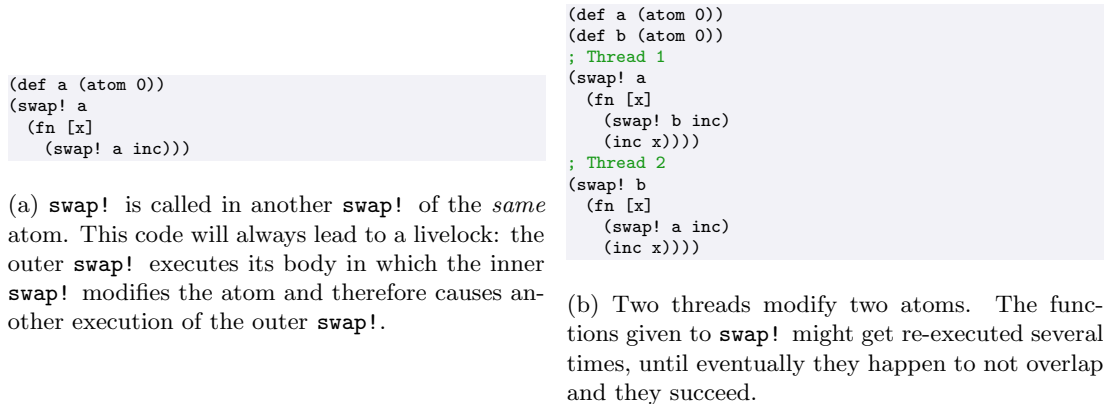 (def a (atom 0))
(swap! a
  (fn [x]
    (swap! a inc)))
(a) swap! is called in another swap! of the same
atom. This code will always lead to a livelock: the
outer swap! executes its body in which the inner
swap! modifies the atom and therefore causes an-
other execution of the outer swap!.
(def a (atom 0))
(def b (atom 0))
; Thread 1
(swap! a
  (fn [x]
    (swap! b inc)
    (inc x))))
; Thread 2
(swap! b
  (fn [x]
    (swap! a inc)
    (inc x))))
(b) Two threads modify two atoms. The func-
tions given to swap! might get re-executed several
times, until eventually they happen to not overlap
and they succeed.